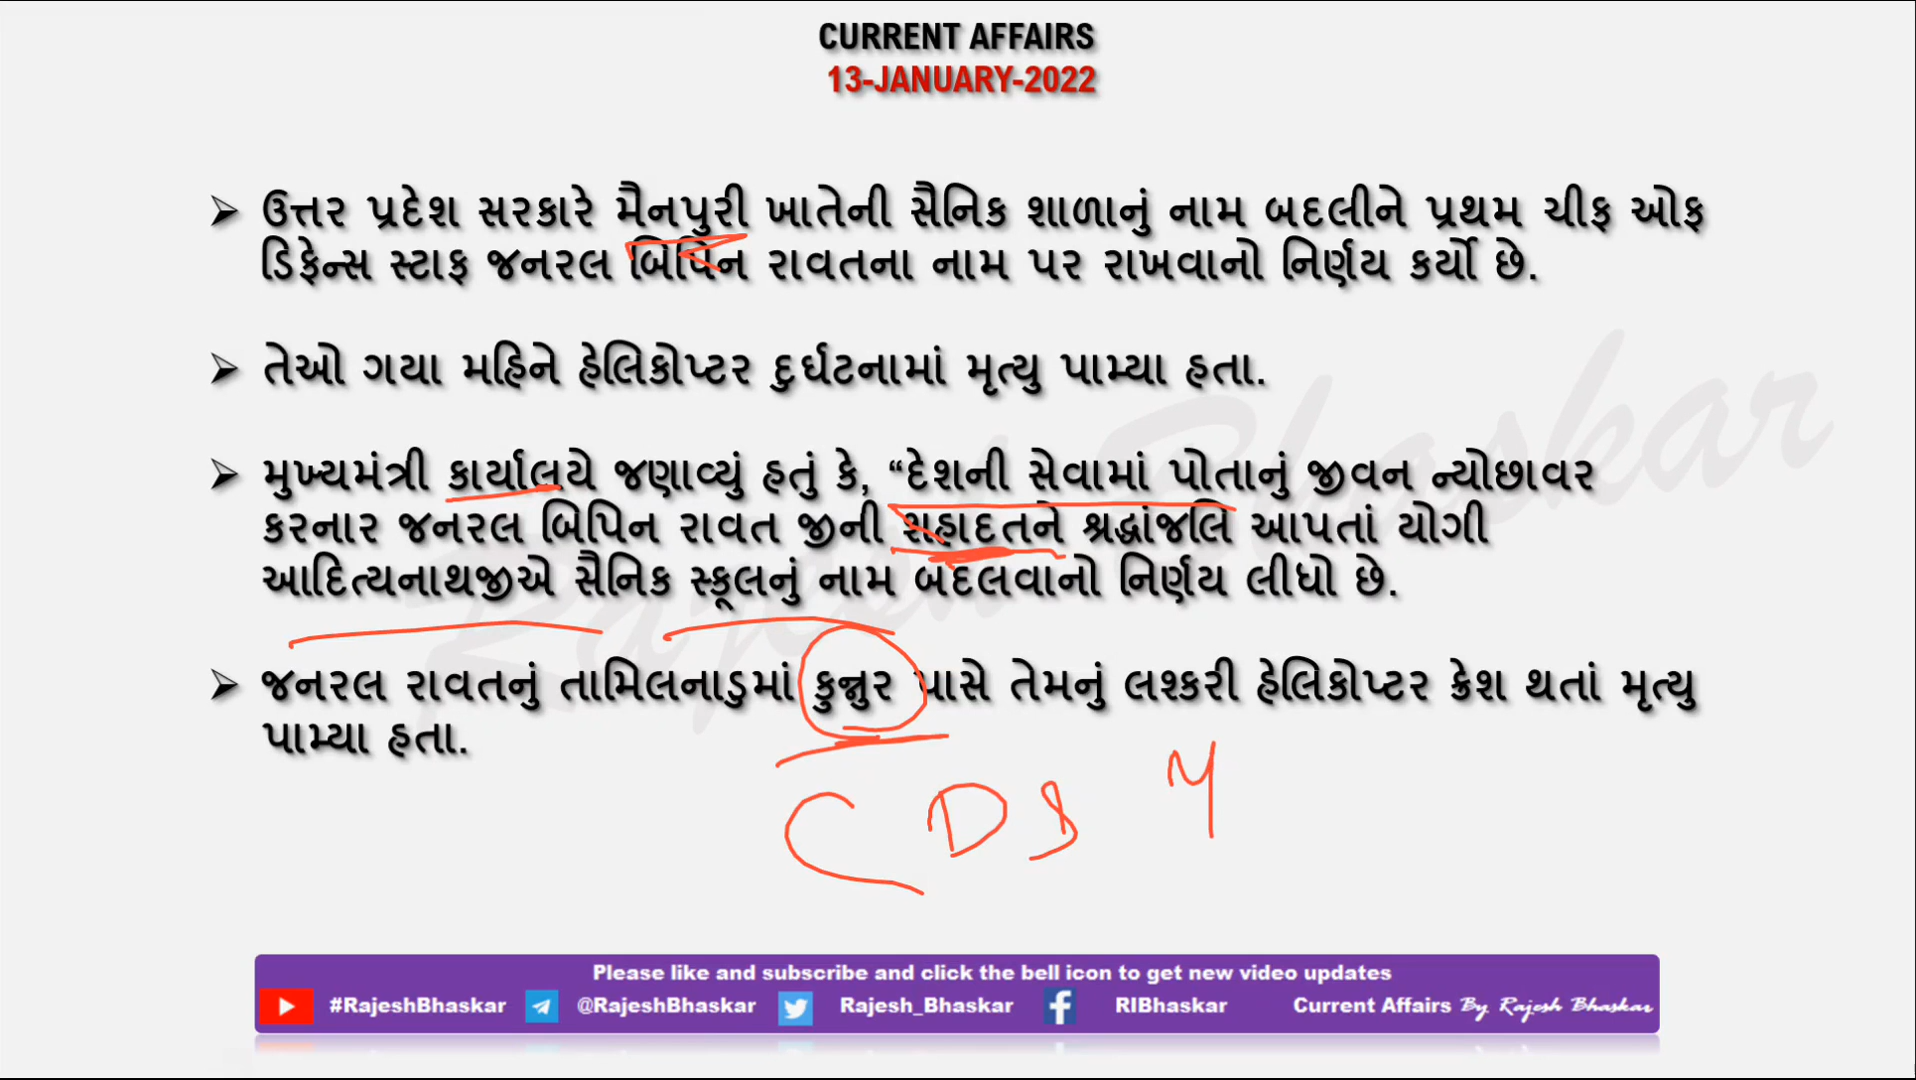 CURRENT AFFAIRS
13-JANUARY-2022
➢ ઉત્તર પ્રદેશ સરકારે મૈનપુરી ખાતેની સૈનિક શાળાનું નામ બદલીને પ્રથમ ચીફ ઓફ
ડિફેન્સ સ્ટાફ જનરલ બિપિન રાવતના નામ પર રાખવાનો નિર્ણય કર્યો છે.
➢ તેઓ ગયા મહિને હેલિકોપ્ટર દુર્ઘટનામાં મૃત્યુ પામ્યા હતા.
➢ મુખ્યમંત્રી કાર્યાલયે જણાવ્યું હતું કે, “દેશની સેવામાં પોતાનું જીવન ન્યોછાવર
કરનાર જનરલ બિપિન રાવત જીની શહાદતને શ્રદ્ધાંજલિ આપતાં યોગી
આદિત્યનાથજીએ સૈનિક સ્કૂલનું નામ બદલવાનો નિર્ણય લીધો છે.
➢ જનરલ રાવતનું તામિલનાડુમાં કુન્નુર પાસે તેમનું લશ્કરી હેલિકોપ્ટર ક્રેશ થતાં મૃત્યુ
પામ્યા હતા.
CDS
Rajesh Bhaskar
Please like and subscribe and click the bell icon to get new video updates
#RajeshBhaskar @RajeshBhaskar Rajesh_Bhaskar RIBhaskar Current Affairs By Rajesh Bhaskar